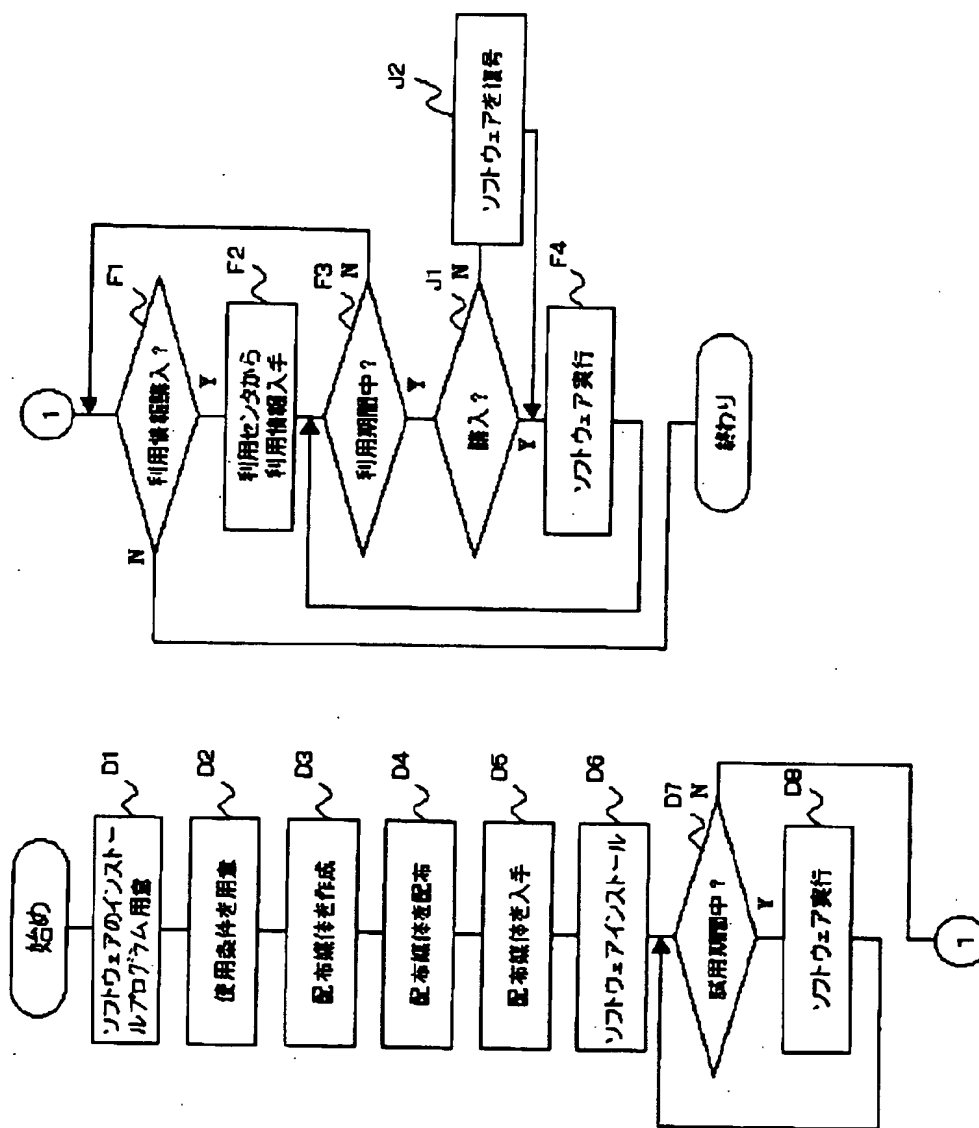 始め
D1
ソフトウェアのインストー
ルプログラム用意
D2
使用条件を用意
D3
配布媒体を作成
D4
配布媒体を配布
D5
配布媒体を入手
D6
ソフトウェアインストール
D7
試用期間中?
N
Y
D8
ソフトウェア実行
1
1
F1
利用情報購入?
N
Y
F2
利用センタから
利用情報入手
F3
利用期間中?
N
Y
J1
購入?
N
Y
J2
ソフトウェアを復号
F4
ソフトウェア実行
終わり